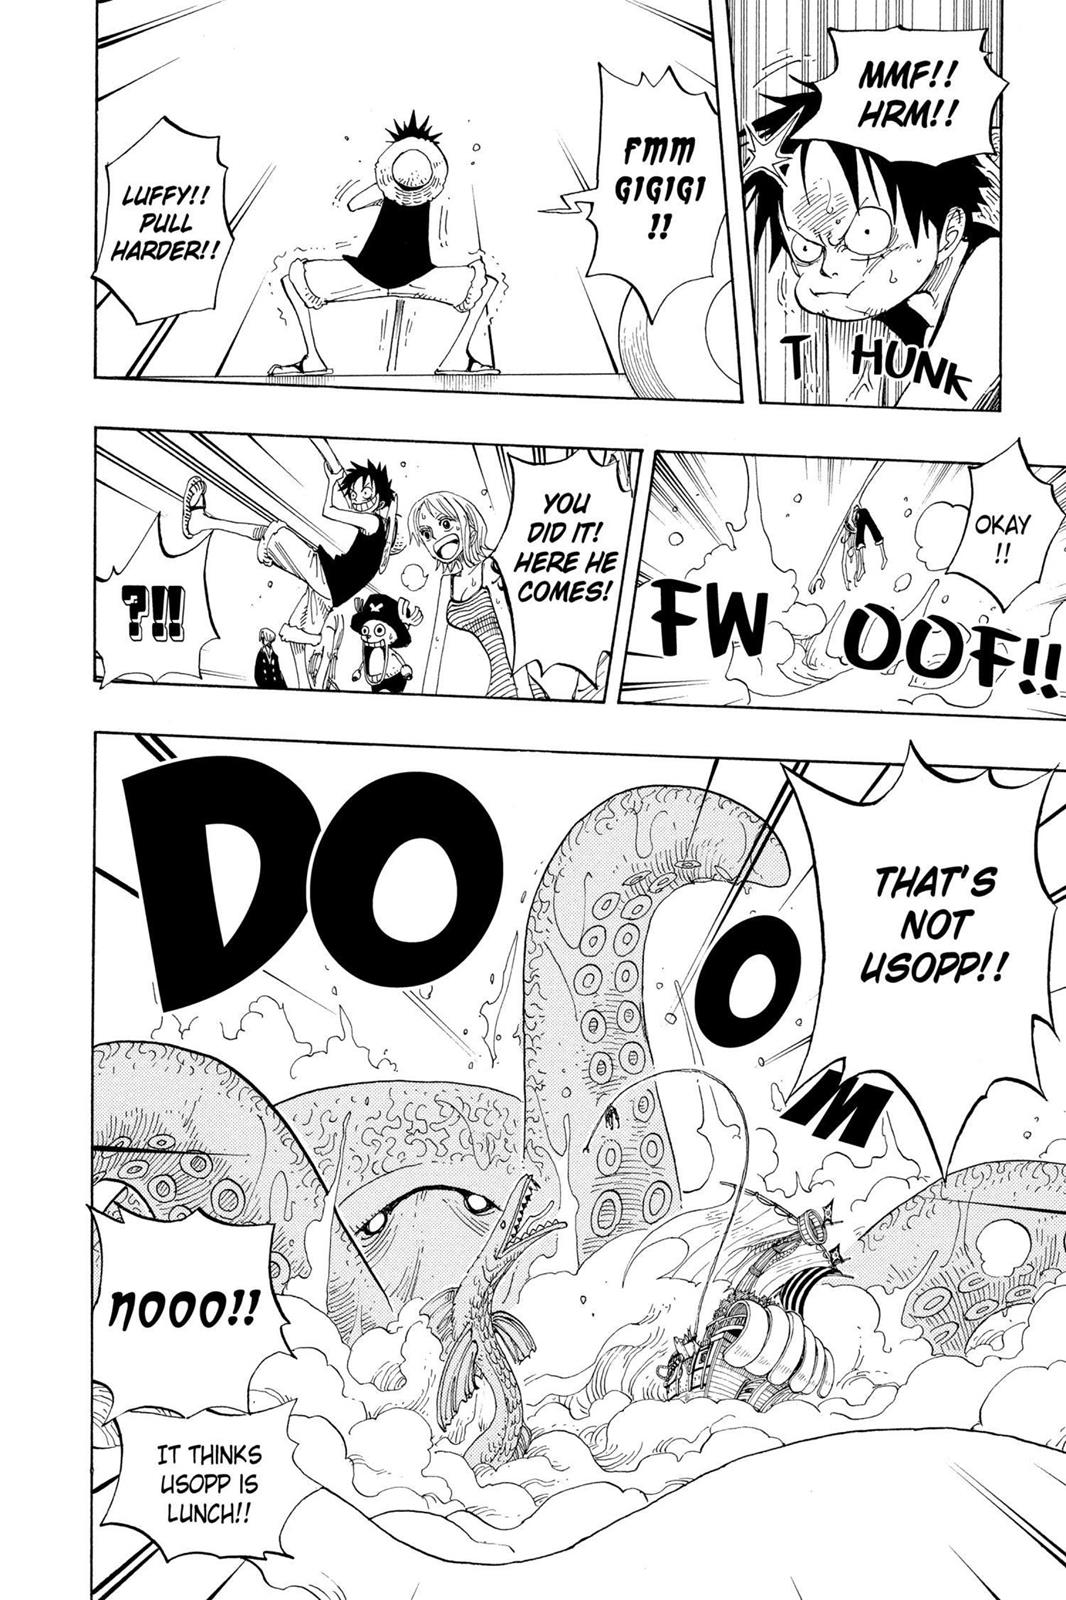 MMF!!
HRM!!
T HUNK
FMM
GIGIGI
!!
LUFFY!!
PULL
HARDER!!
OKAY
!!
FW OOF!!
YOU
DID IT!
HERE HE
COMES!
?!!
THAT'S
NOT
USOPP!!
DOOM
NOOO!!
IT THINKS
USOPP IS
LUNCH!!